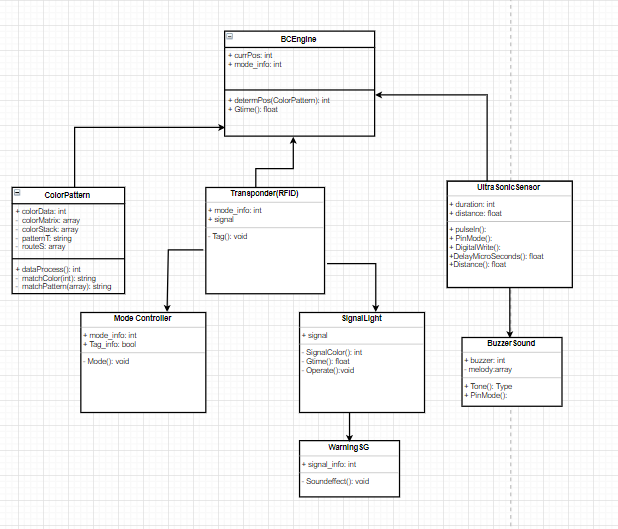 BCEngine
+ currPos: int
+ mode_info: int
+ determPos(ColorPattern): int
+ Gtime(): float
ColorPattern
+ colorData: int
- colorMatrix: array
- colorStack: array
- patternT: string
- routeS: array
+ dataProcess(): int
- matchColor(int): string
- matchPattern(array): string
Transponder(RFID)
+ mode_info: int
+ signal
- Tag(): void
UltraSonicSensor
+ duration: int
+ distance: float
+ pulseIn():
+ PinMode():
+ DigitalWrite():
+DelayMicroSeconds(): float
+Distance(): float
Mode Controller
+ mode_info: int
+ Tag_info: bool
- Mode(): void
SignalLight
+ signal
- SignalColor(): int
- Gtime(): float
- Operate():void
BuzzerSound
+ buzzer: int
- melody:array
+ Tone(): Type
+ PinMode():
WarningSG
+ signal_info: int
- Soundeffect(): void